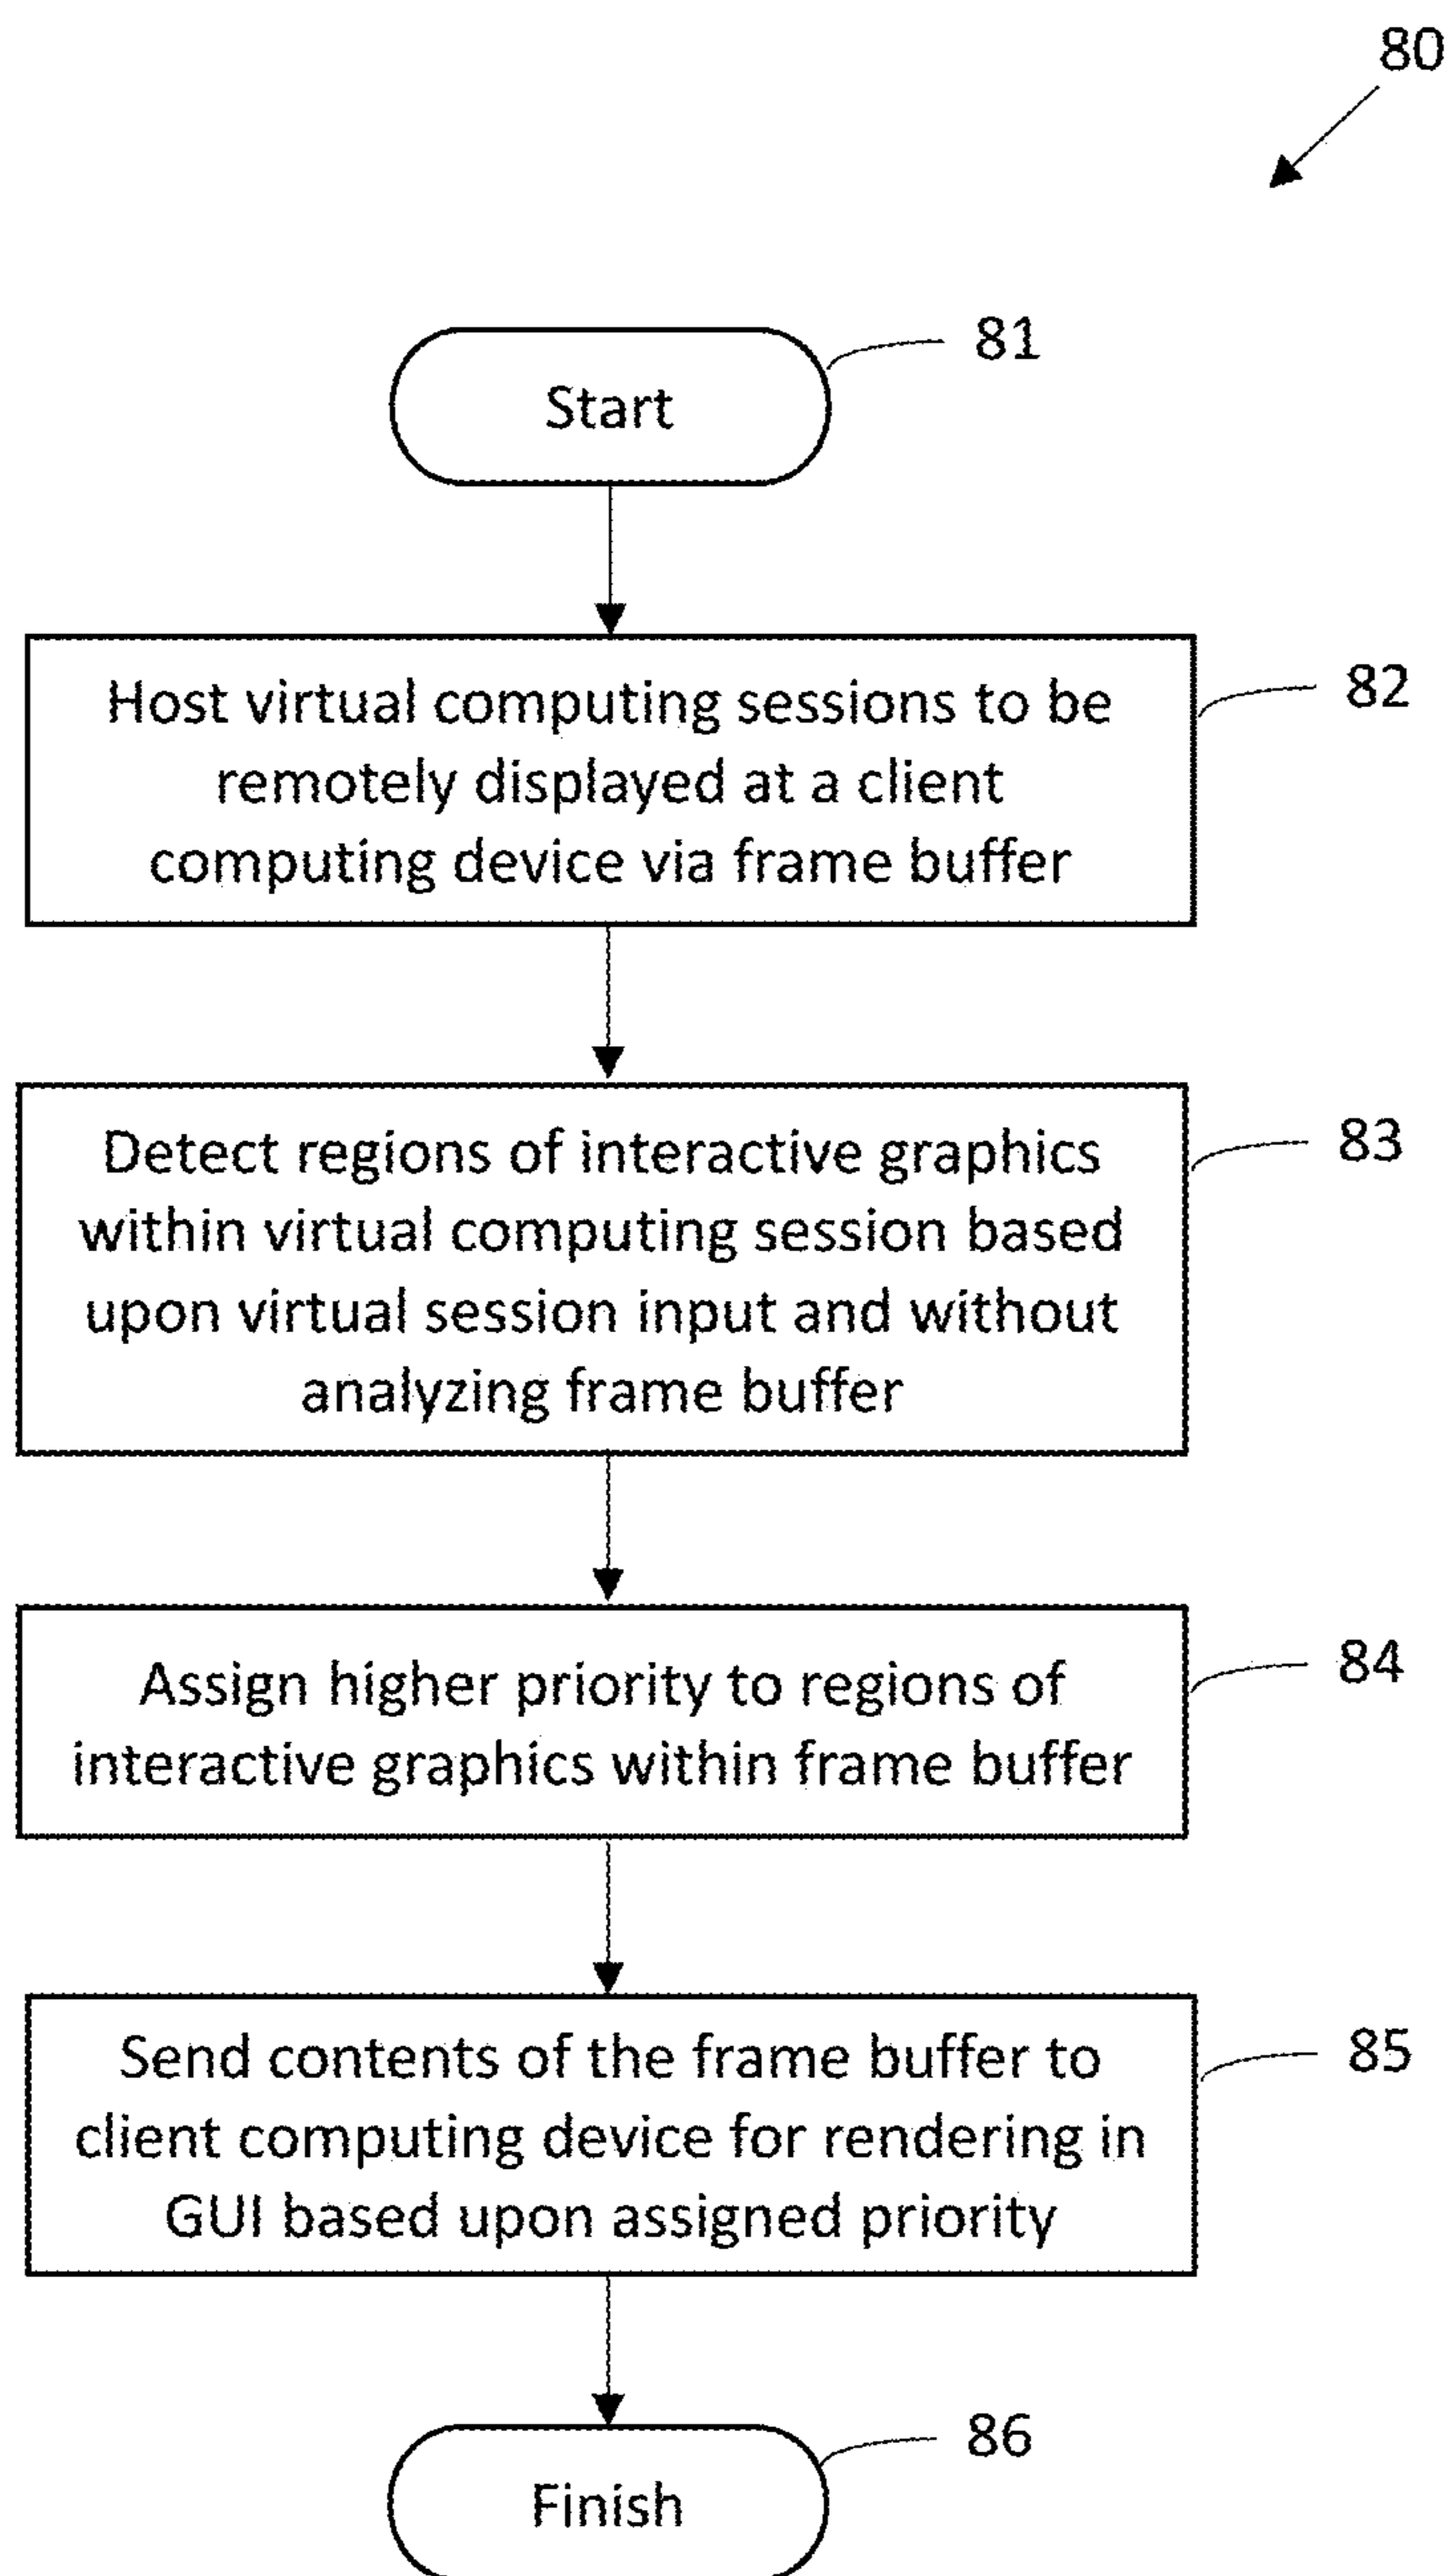 80
Start
81
Host virtual computing sessions to be
remotely displayed at a client
computing device via frame buffer
82
Detect regions of interactive graphics
within virtual computing session based
upon virtual session input and without
analyzing frame buffer
83
Assign higher priority to regions of
interactive graphics within frame buffer
84
Send contents of the frame buffer to
client computing device for rendering in
GUI based upon assigned priority
85
Finish
86